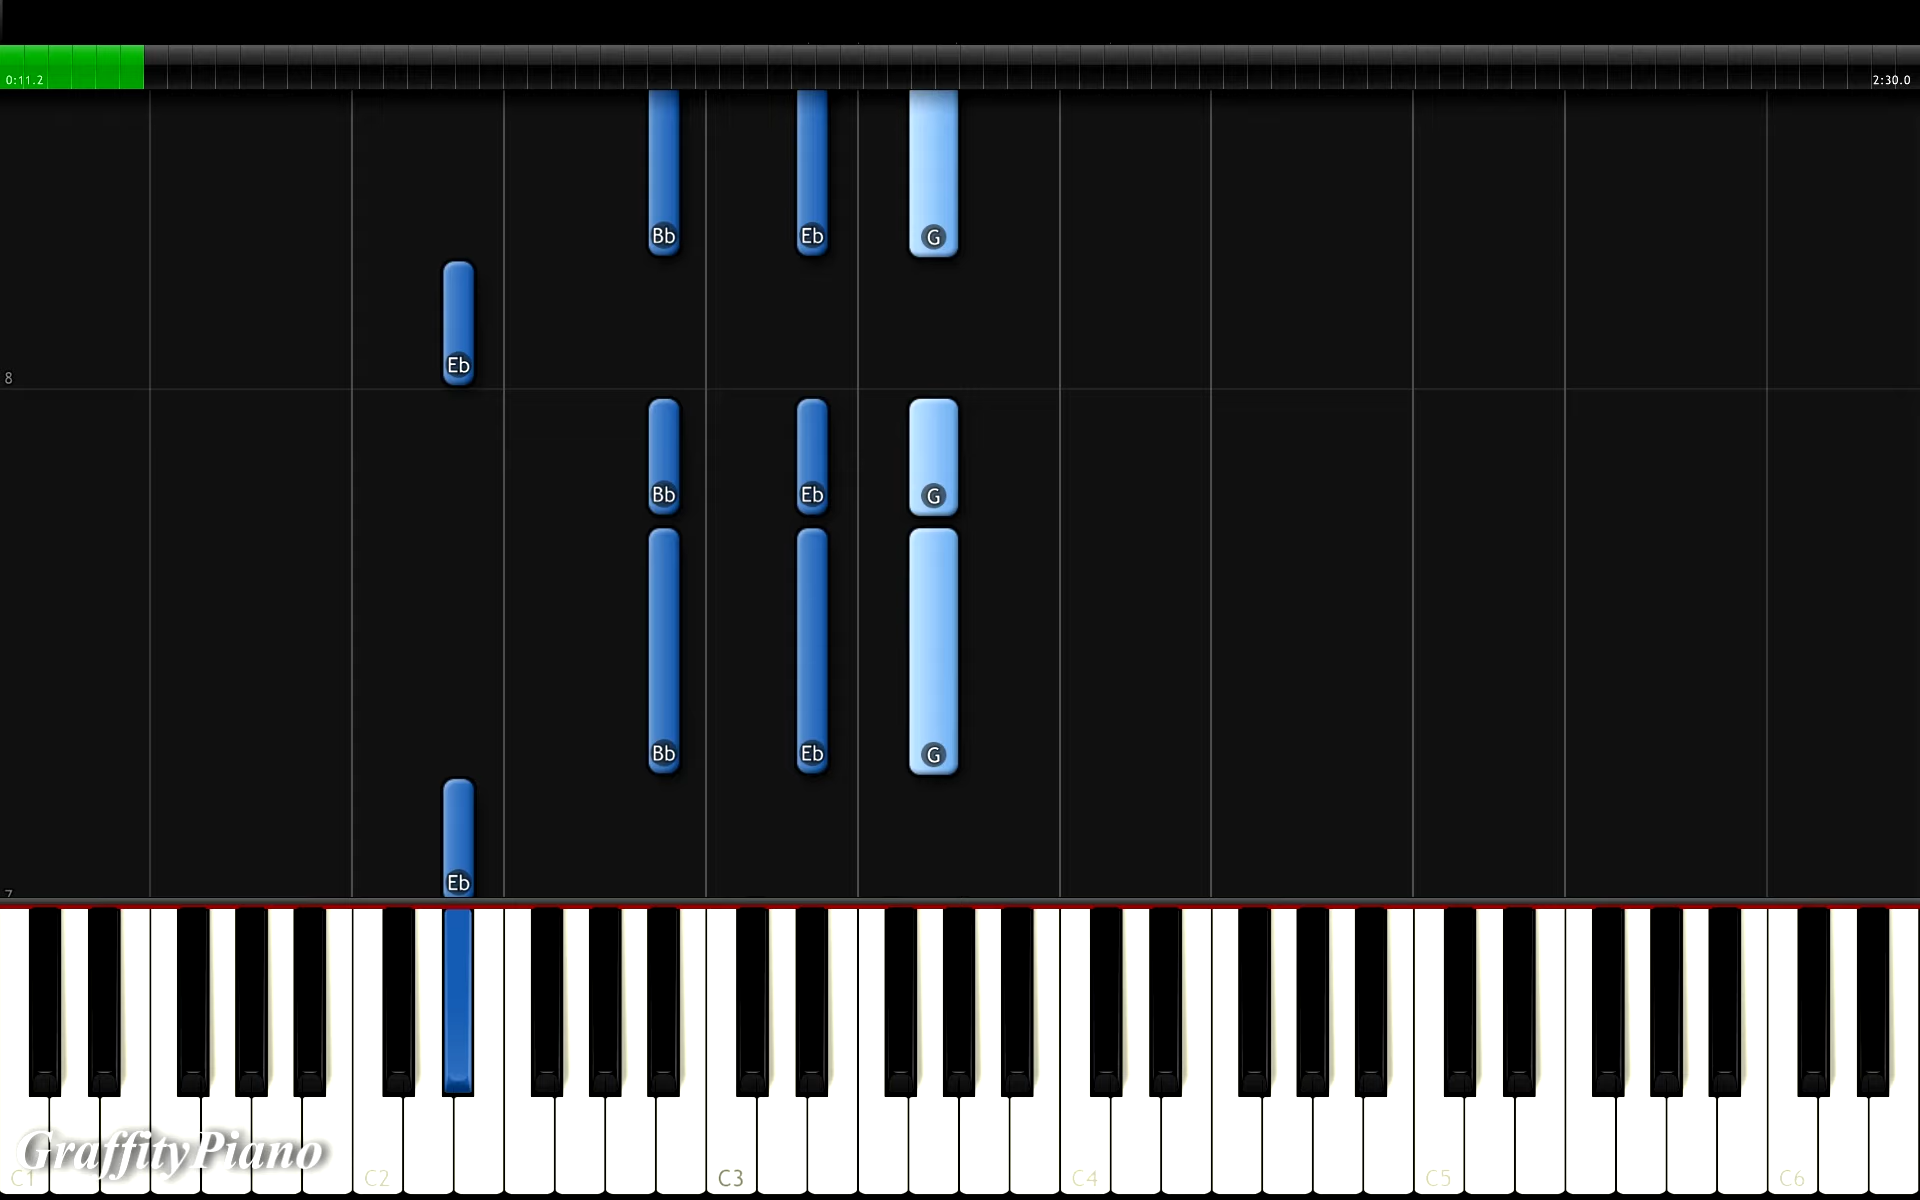 0:11.2 2:30.0
Bb Eb G
Eb
8
Bb Eb G
Bb Eb G
Eb
7
GraffityPiano
C1 C2 C3 C4 C5 C6